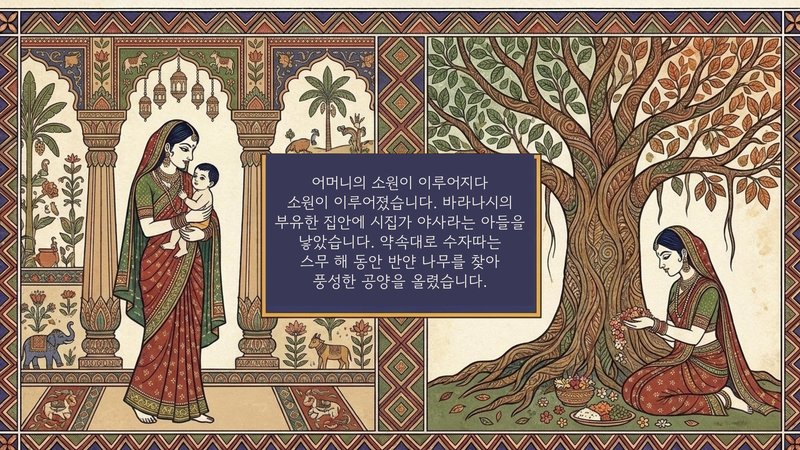 어머니의 소원이 이루어지다
소원이 이루어졌습니다. 바라나시의
부유한 집안에 시집가 야사라는 아들을
낳았습니다. 약속대로 수자따는
스무 해 동안 반얀 나무를 찾아
풍성한 공양을 올렸습니다.